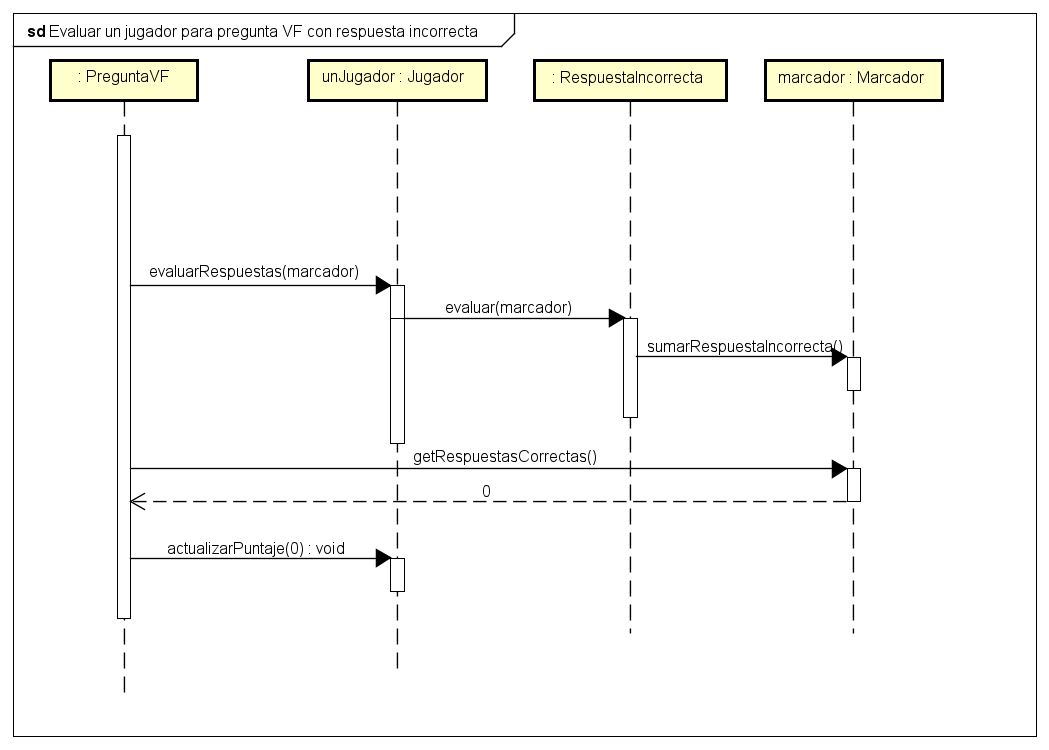 sd Evaluar un jugador para pregunta VF con respuesta incorrecta
: PreguntaVF
unJugador : Jugador
: RespuestaIncorrecta
marcador : Marcador
evaluarRespuestas(marcador)
evaluar(marcador)
sumarRespuestaIncorrecta()
getRespuestasCorrectas()
0
actualizarPuntaje(0) : void